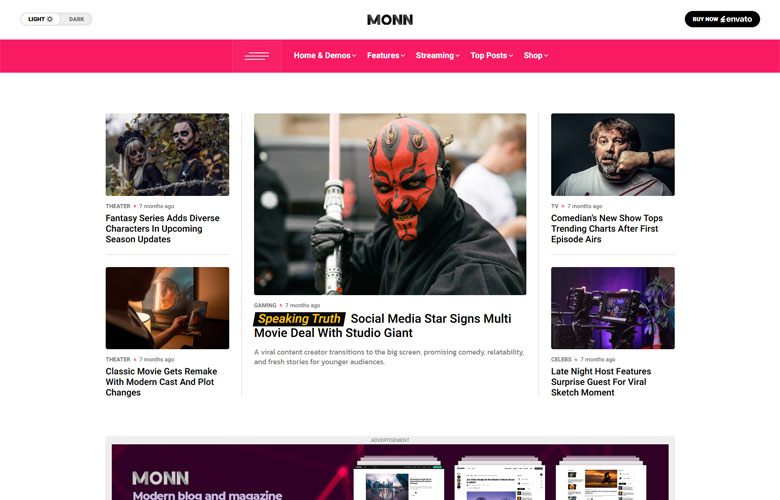 LIGHT
DARK
MONN
BUY NOW envato
Home & Demos
Features
Streaming
Top Posts
Shop
THEATER • 7 months ago
Fantasy Series Adds Diverse
Characters In Upcoming
Season Updates
THEATER • 7 months ago
Classic Movie Gets Remake
With Modern Cast And Plot
Changes
GAMING • 7 months ago
Speaking Truth Social Media Star Signs Multi
Movie Deal With Studio Giant
A viral content creator transitions to the big screen, promising comedy, relatability,
and fresh stories for younger audiences.
TV • 7 months ago
Comedian's New Show Tops
Trending Charts After First
Episode Airs
CELEBS • 7 months ago
Late Night Host Features
Surprise Guest For Viral
Sketch Moment
ADVERTISEMENT
MONN
Modern blog and magazine